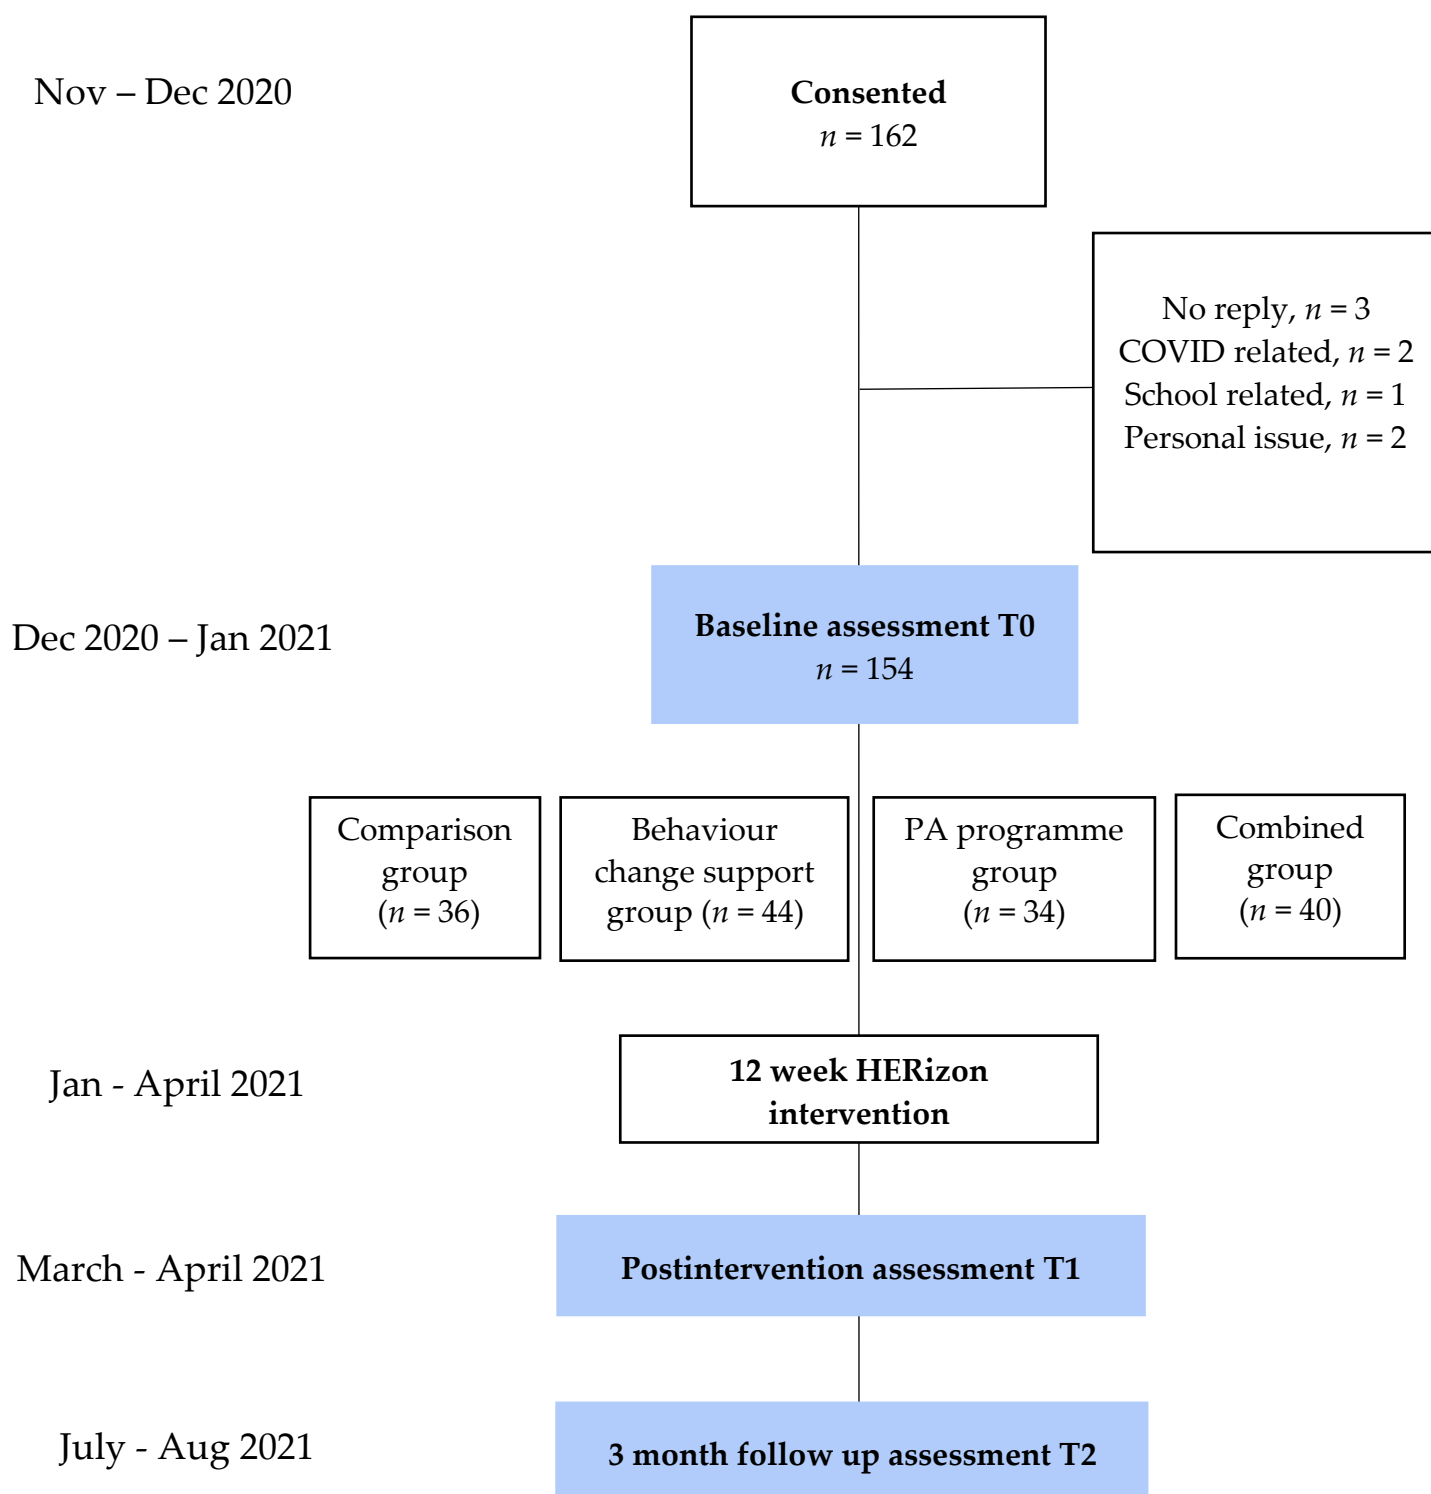 Nov – Dec 2020
Consented
n = 162
No reply, n = 3
COVID related, n = 2
School related, n = 1
Personal issue, n = 2
Dec 2020 – Jan 2021
Baseline assessment T0
n = 154
Comparison
group
(n = 36)
Behaviour
change support
group (n = 44)
PA programme
group
(n = 34)
Combined
group
(n = 40)
Jan - April 2021
12 week HERizon
intervention
March - April 2021
Postintervention assessment T1
July - Aug 2021
3 month follow up assessment T2